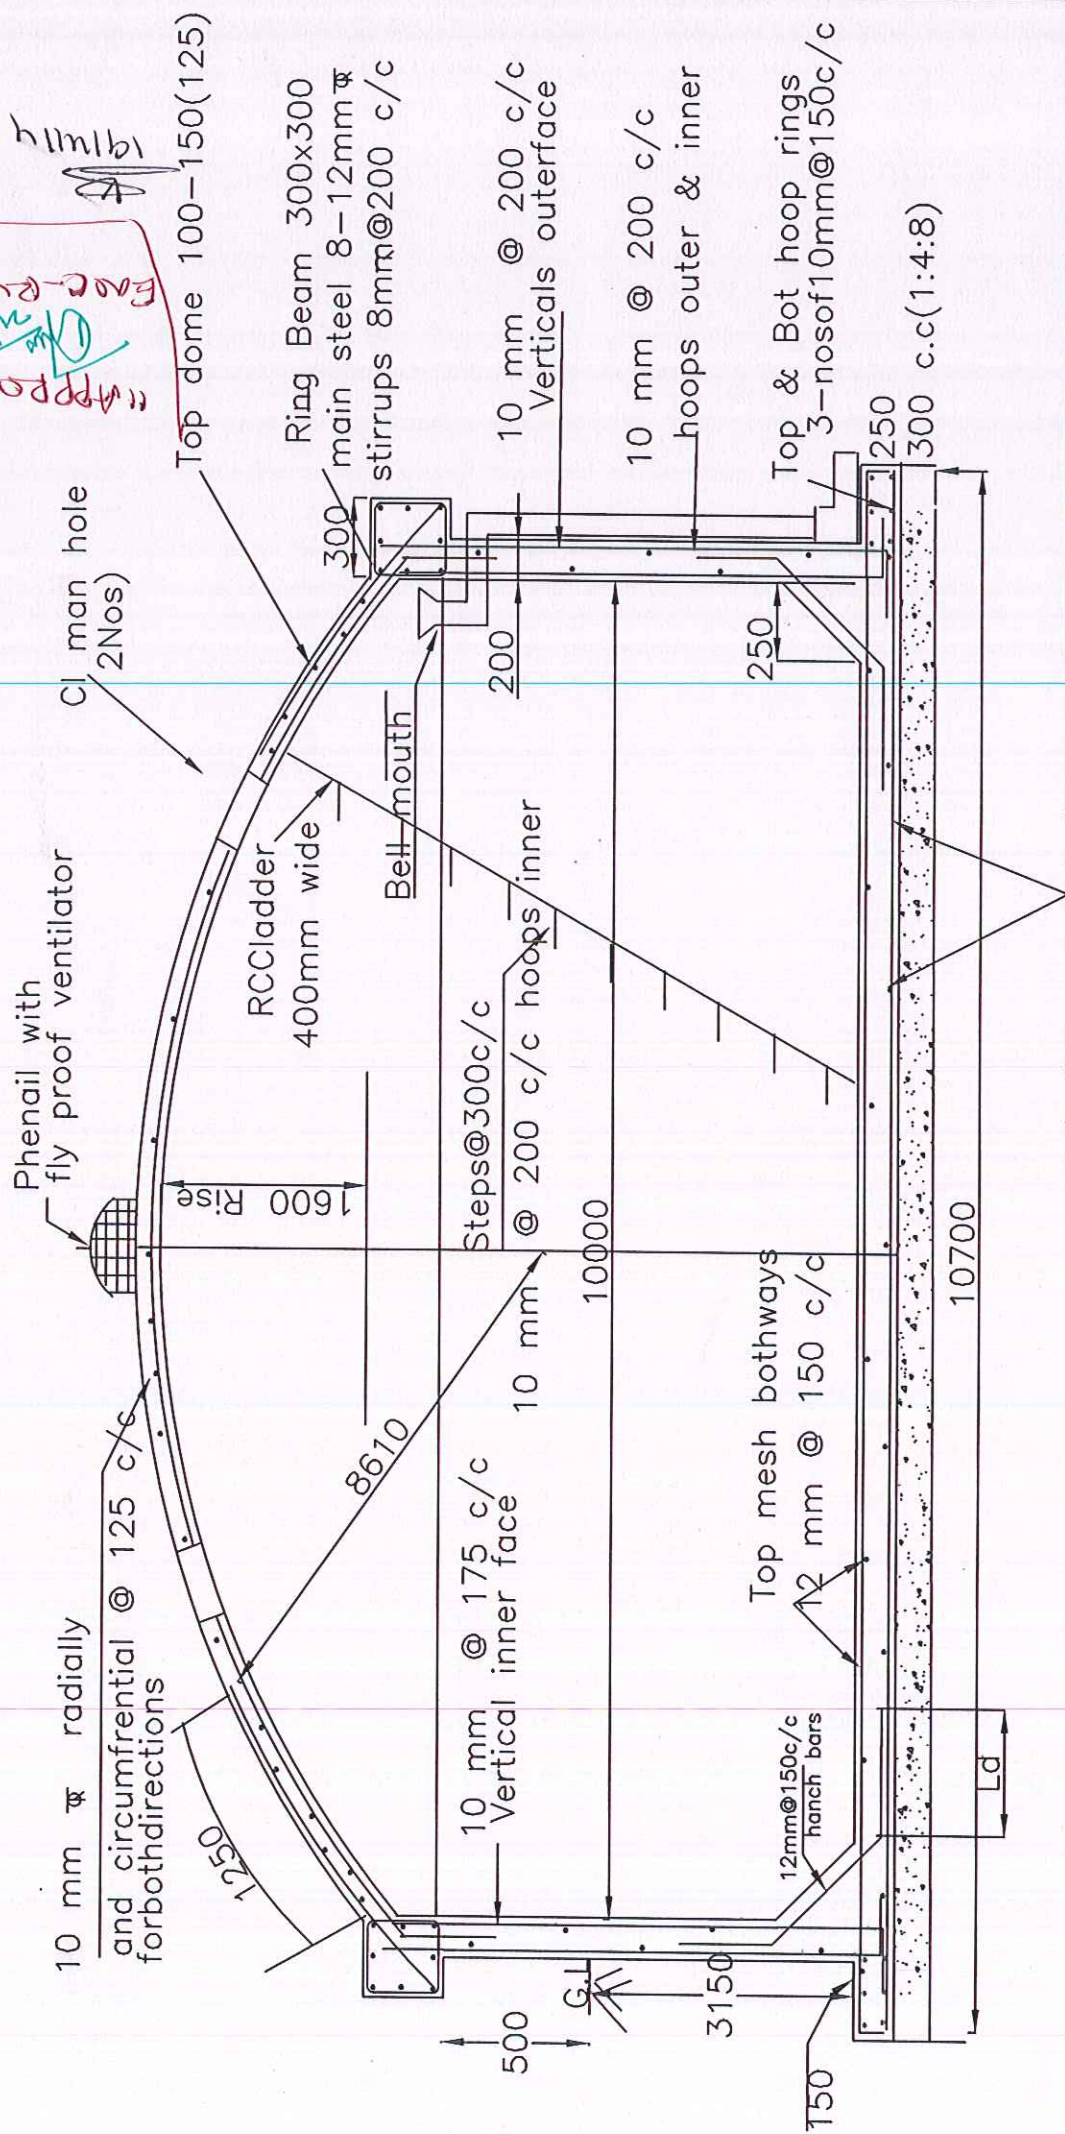 Phenail with
fly proof ventilator
CI man hole
(2Nos)
Top dome 100-150(125)
10 mm radially
and circumfrential @ 125 c/c
forbothdirections
1250
8610
1600 Rise
RCCladder
400mm wide
Bell mouth
300
Ring Beam 300x300
main steel 8-12mm
stirrups 8mm@200 c/c
10 mm @ 200 c/c
Verticals outerface
10 mm @ 200 c/c
hoops outer & inner
Top & Bot hoop rings
3-nosof10mm@150c/c
250
300 c.c(1:4:8)
200
250
Steps@300c/c
10 mm @ 200 c/c hoops inner
10000
10 mm @ 175 c/c
Vertical inner face
Top mesh bothways
12 mm @ 150 c/c
12mm@150c/c
hanch bars
500
G.L
3150
150
Ld
10700